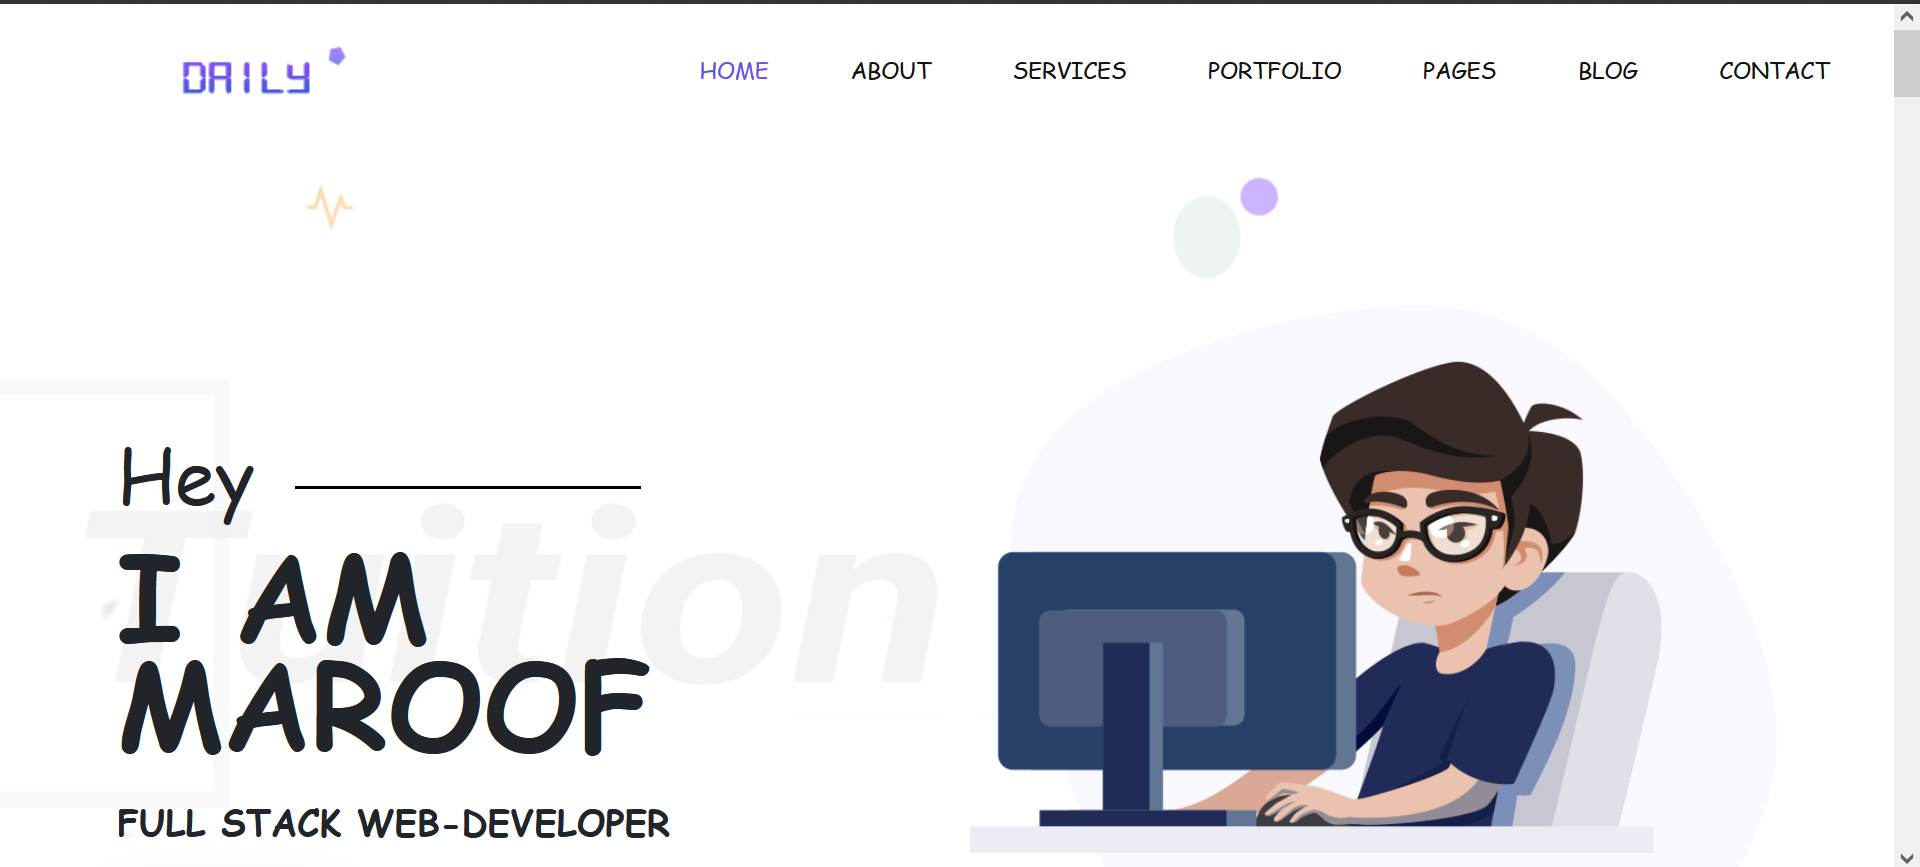 DAILY
HOME ABOUT SERVICES PORTFOLIO PAGES BLOG CONTACT
Hey
Tuition
I AM
MAROOF
FULL STACK WEB-DEVELOPER